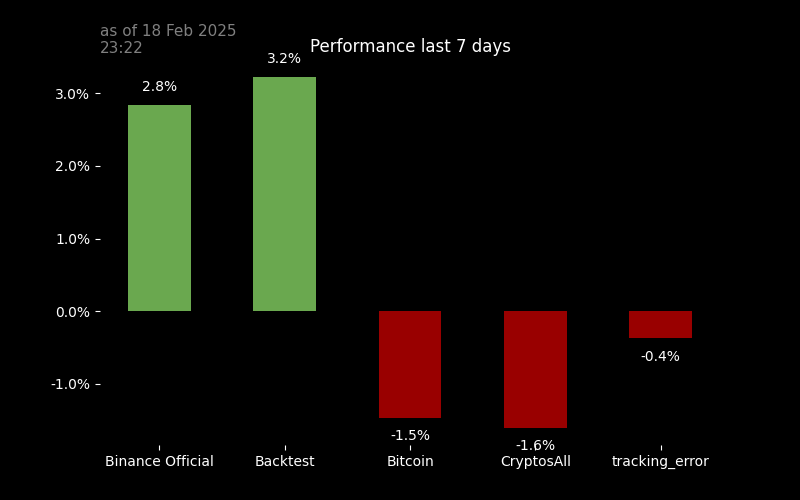 as of 18 Feb 2025
23:22
Performance last 7 days
3.2%
2.8%
3.0%
2.0%
1.0%
0.0%
-0.4%
-1.0%
-1.5%
-1.6%
Binance Official
Backtest
Bitcoin
CryptosAll
tracking_error